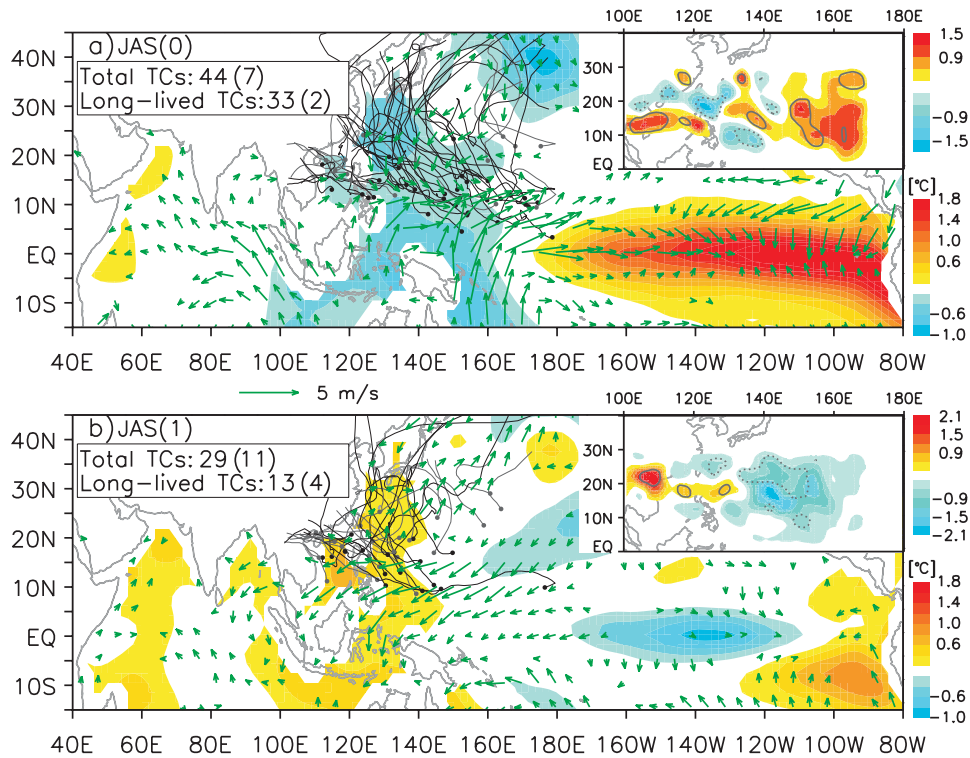 100E 120E 140E 160E 180E
a) JAS(0)
Total TCs: 44 (7)
Long-lived TCs: 33 (2)
40N
30N
20N
10N
EQ
10S
30N
20N
10N
EQ
1.5
0.9
−0.9
−1.5
[°C]
1.8
1.4
1.0
0.6
−0.6
−1.0
40E 60E 80E 100E 120E 140E 160E 180E 160W 140W 120W 100W 80W
5 m/s
100E 120E 140E 160E 180E
b) JAS(1)
Total TCs: 29 (11)
Long-lived TCs: 13 (4)
40N
30N
20N
10N
EQ
10S
30N
20N
10N
EQ
2.1
1.5
0.9
−0.9
−1.5
−2.1
[°C]
1.8
1.4
1.0
0.6
−0.6
−1.0
40E 60E 80E 100E 120E 140E 160E 180E 160W 140W 120W 100W 80W